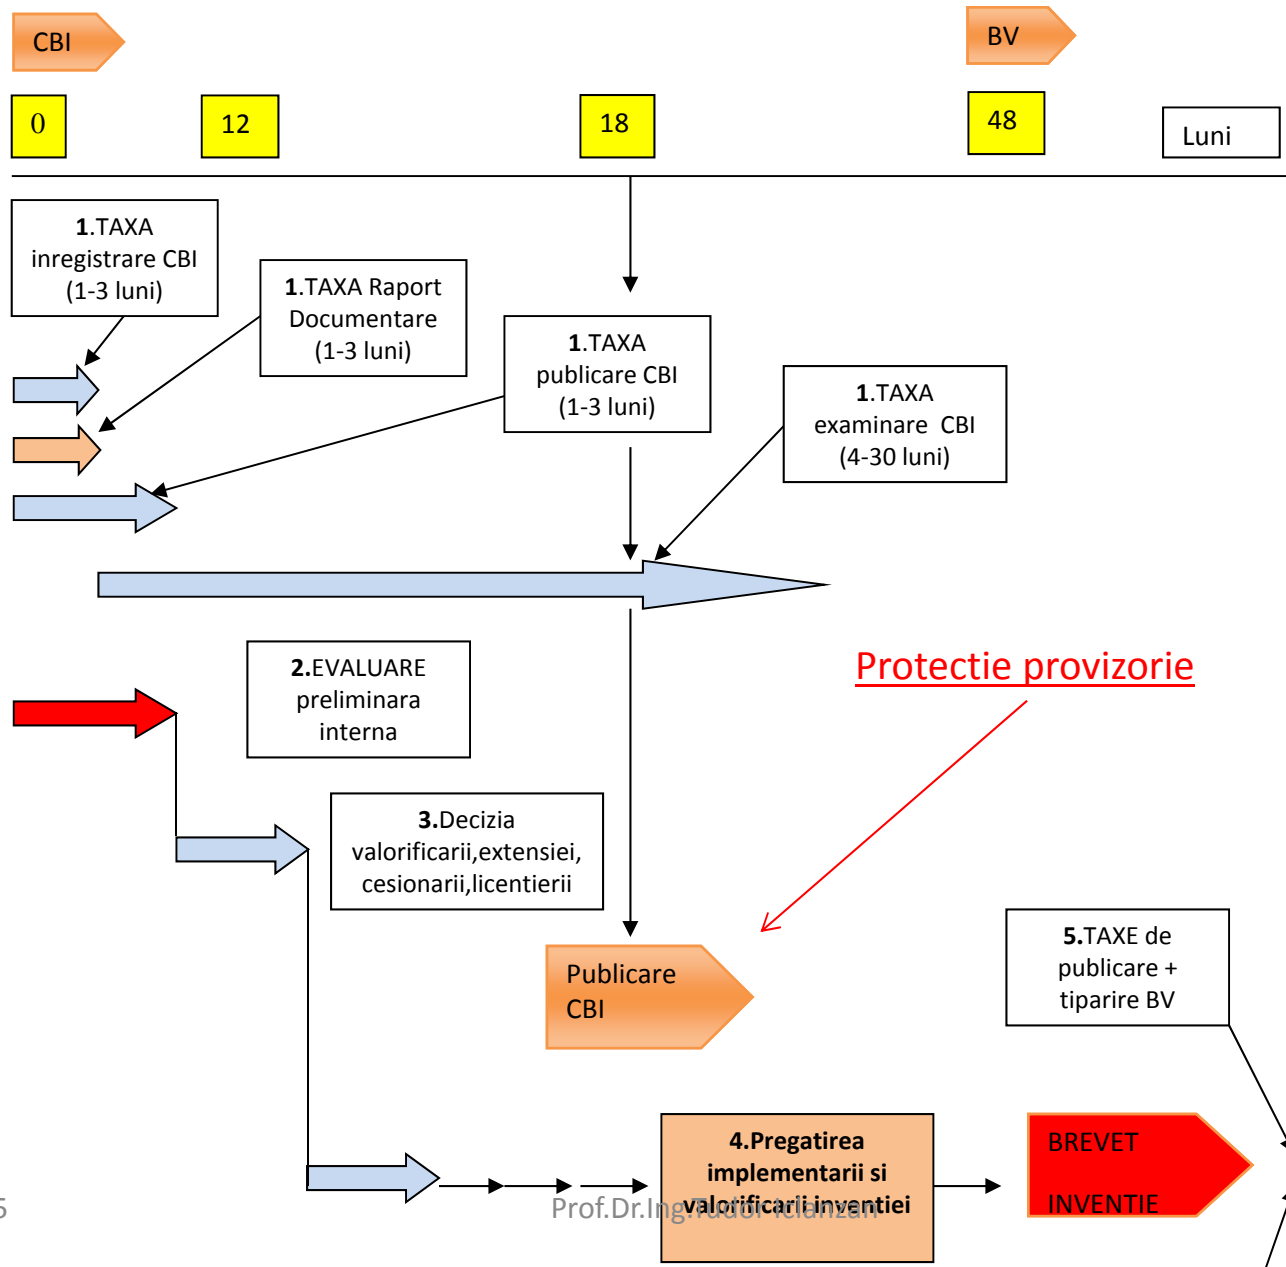 CBI
BV
0
12
18
48
Luni
1.TAXA
inregistrare CBI
(1-3 luni)
1.TAXA Raport
Documentare
(1-3 luni)
1.TAXA
publicare CBI
(1-3 luni)
1.TAXA
examinare CBI
(4-30 luni)
2.EVALUARE
preliminara
interna
Protectie provizorie
3.Decizia
valorificarii,extensiei,
cesionarii,licentierii
Publicare
CBI
5.TAXE de
publicare +
tiparire BV
4.Pregatirea
implementarii si
valorificarii inventiei
BREVET
INVENTIE
5
Prof.Dr.Ing.Tudor Iclanzan